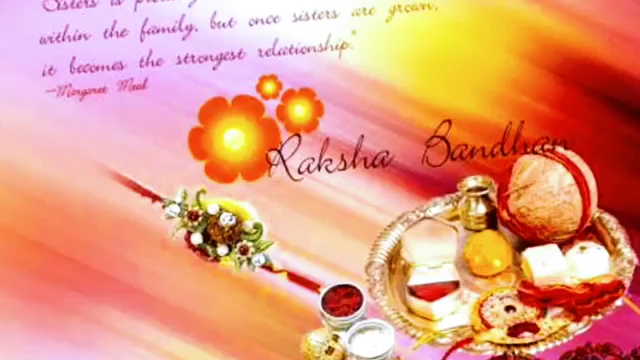 Sisters is
within the family, but once sisters are grown,
it becomes the strongest relationship."
—Margaret Mead
Raksha Bandhan